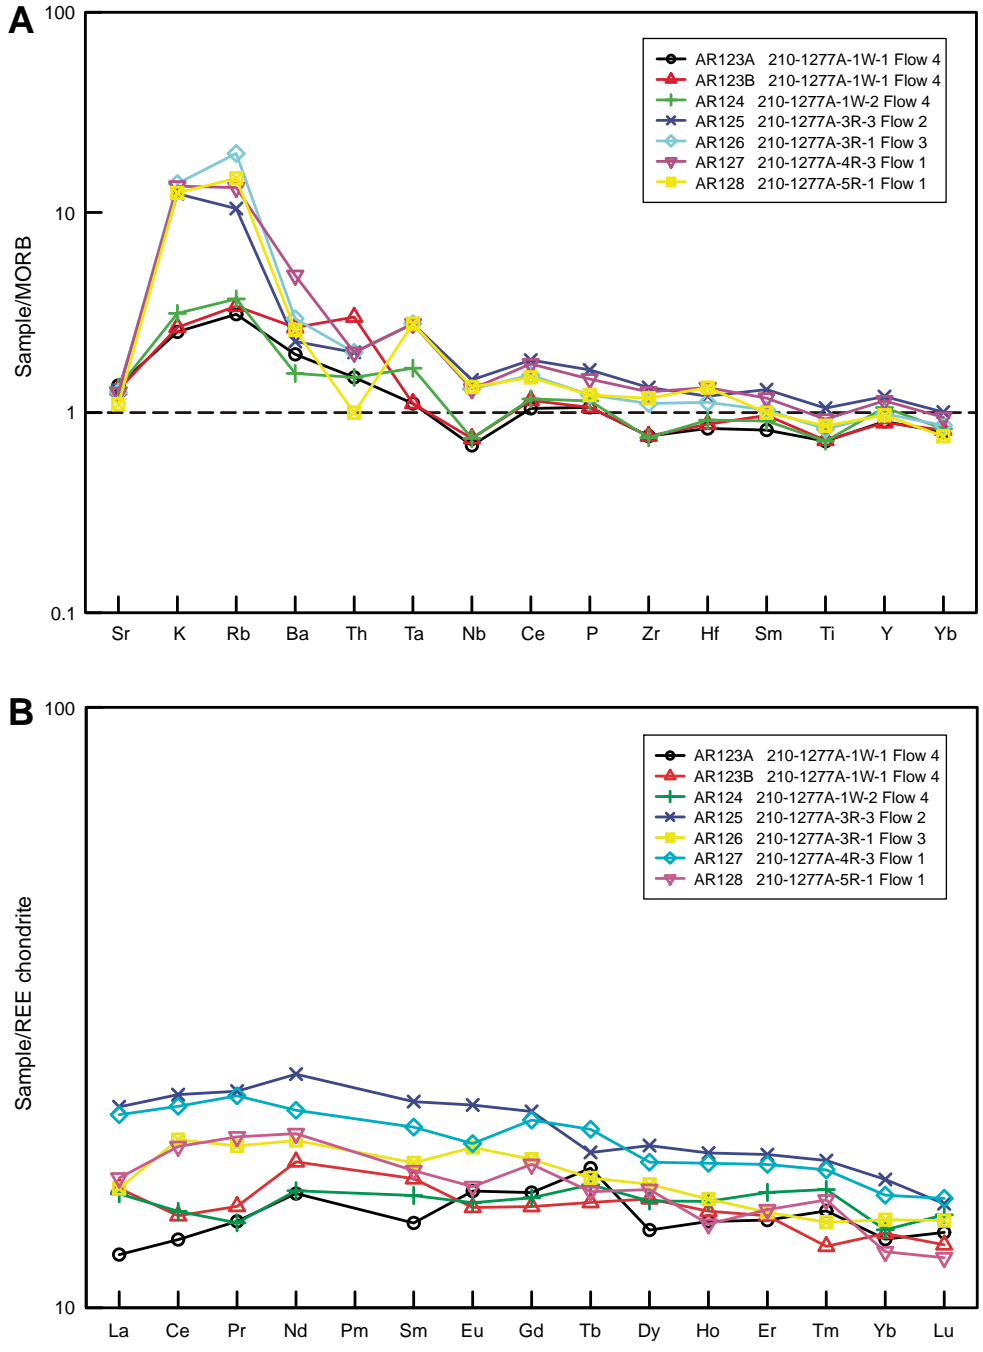 A
100
AR123A 210-1277A-1W-1 Flow 4
AR123B 210-1277A-1W-1 Flow 4
AR124 210-1277A-1W-2 Flow 4
AR125 210-1277A-3R-3 Flow 2
AR126 210-1277A-3R-1 Flow 3
AR127 210-1277A-4R-3 Flow 1
AR128 210-1277A-5R-1 Flow 1
10
Sample/MORB
1
0.1
Sr K Rb Ba Th Ta Nb Ce P Zr Hf Sm Ti Y Yb
B
100
AR123A 210-1277A-1W-1 Flow 4
AR123B 210-1277A-1W-1 Flow 4
AR124 210-1277A-1W-2 Flow 4
AR125 210-1277A-3R-3 Flow 2
AR126 210-1277A-3R-1 Flow 3
AR127 210-1277A-4R-3 Flow 1
AR128 210-1277A-5R-1 Flow 1
Sample/REE chondrite
10
La Ce Pr Nd Pm Sm Eu Gd Tb Dy Ho Er Tm Yb Lu